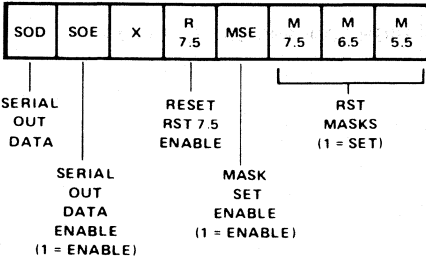 SOD SOE X R 7.5 MSE M 7.5 M 6.5 M 5.5
SERIAL
OUT
DATA
SERIAL
OUT
DATA
ENABLE
(1 = ENABLE)
RESET
RST 7.5
ENABLE
MASK
SET
ENABLE
(1 = ENABLE)
RST
MASKS
(1 = SET)